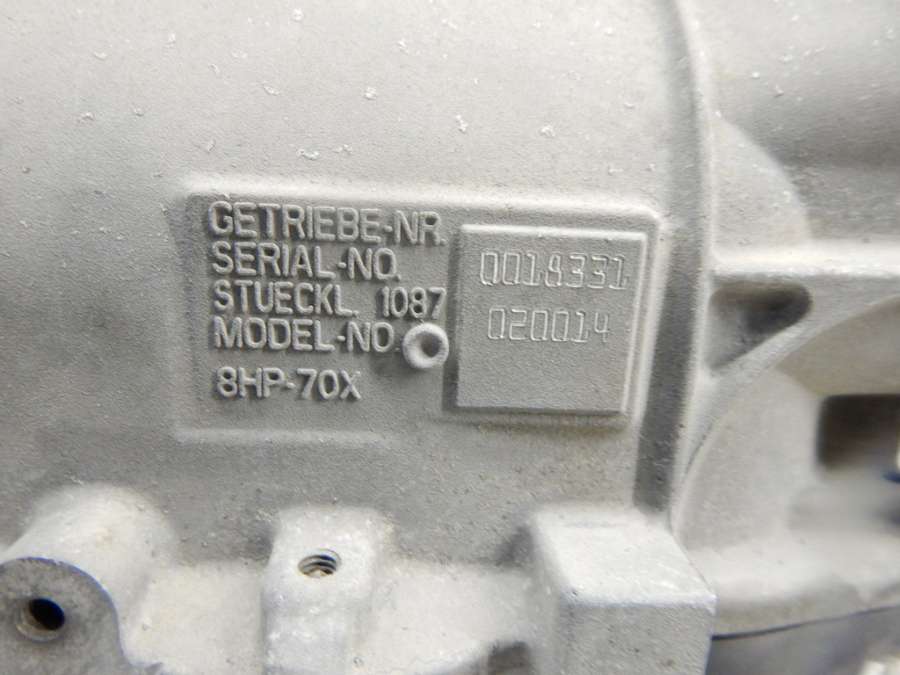 GETRIEBE-NR.
SERIAL-NO.
STUECKL. 1087
MODEL-NO.
8HP-70X
0018331
020014